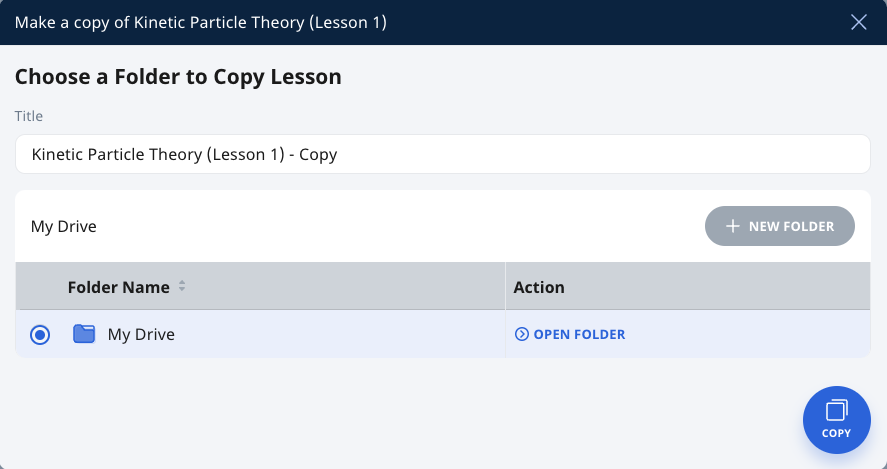 Make a copy of Kinetic Particle Theory (Lesson 1)
Choose a Folder to Copy Lesson
Title
Kinetic Particle Theory (Lesson 1) - Copy
My Drive
NEW FOLDER
Folder Name
Action
My Drive
OPEN FOLDER
COPY